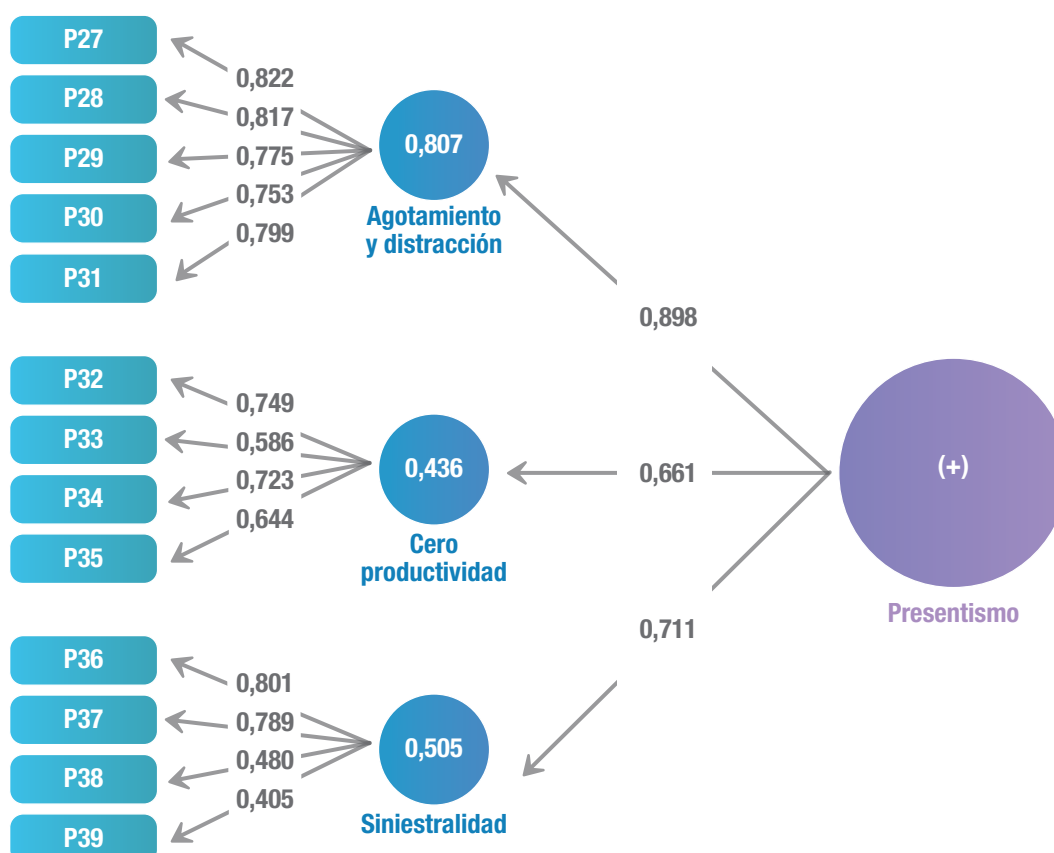 P27
P28
P29
P30
P31
0,822
0,817
0,775
0,753
0,799
0,807
Agotamiento
y distracción
P32
P33
P34
P35
0,749
0,586
0,723
0,644
0,436
Cero
productividad
P36
P37
P38
P39
0,801
0,789
0,480
0,405
0,505
Siniestralidad
0,898
0,661
0,711
(+)
Presentismo